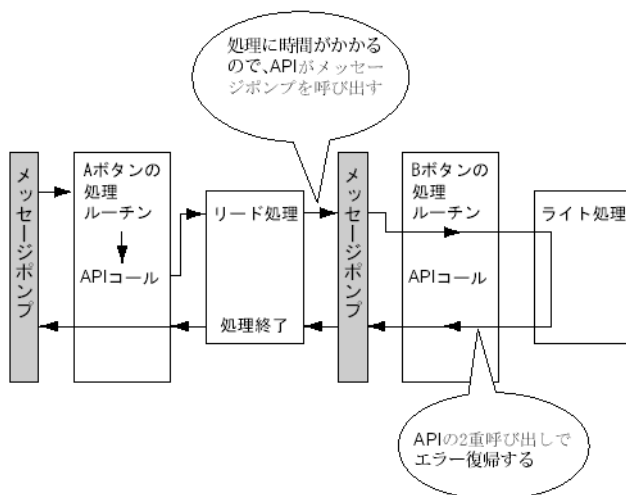 処理に時間がかかる
ので、APIがメッセー
ジポンプを呼び出す
メッセージポンプ
Aボタンの
処理
ルーチン
APIコール
リード処理
処理終了
メッセージポンプ
Bボタンの
処理
ルーチン
APIコール
ライト処理
APIの2重呼び出しで
エラー復帰する